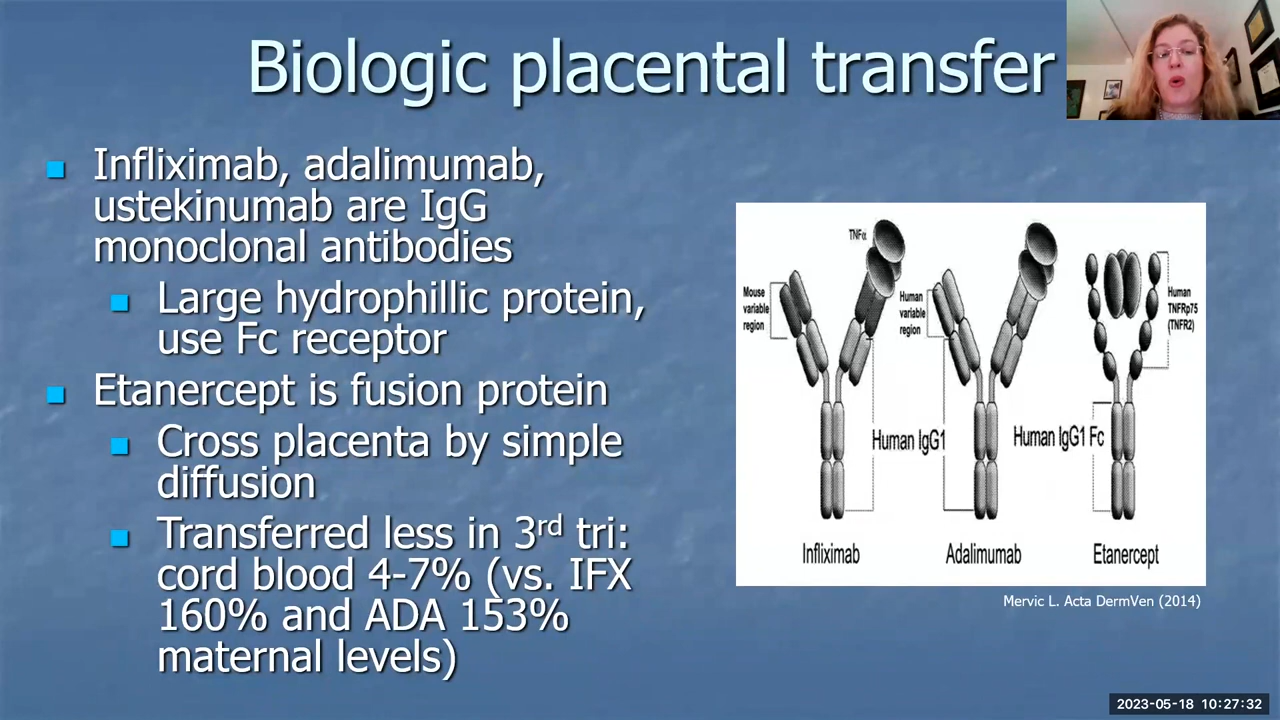 Biologic placental transfer
Infliximab, adalimumab,
ustekinumab are IgG
monoclonal antibodies
Large hydrophillic protein,
use Fc receptor
Etanercept is fusion protein
Cross placenta by simple
diffusion
Transferred less in 3rd tri:
cord blood 4-7% (vs. IFX
160% and ADA 153%
maternal levels)
TNFα
Mouse
variable
region
Human
variable
region
Human
TNFRp75
(TNFR2)
Human IgG1
Human IgG1 Fc
Infliximab
Adalimumab
Etanercept
Mervic L. Acta DermVen (2014)
2023-05-18 10:27:32